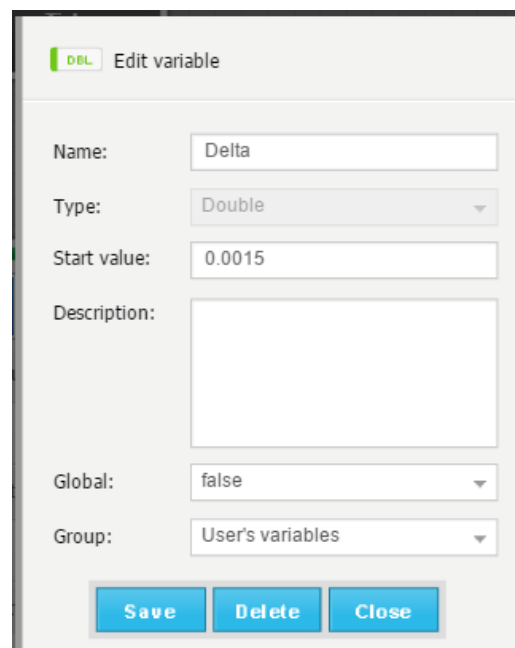 DBL Edit variable
Name: Delta
Type: Double
Start value: 0.0015
Description:
Global: false
Group: User's variables
Save Delete Close